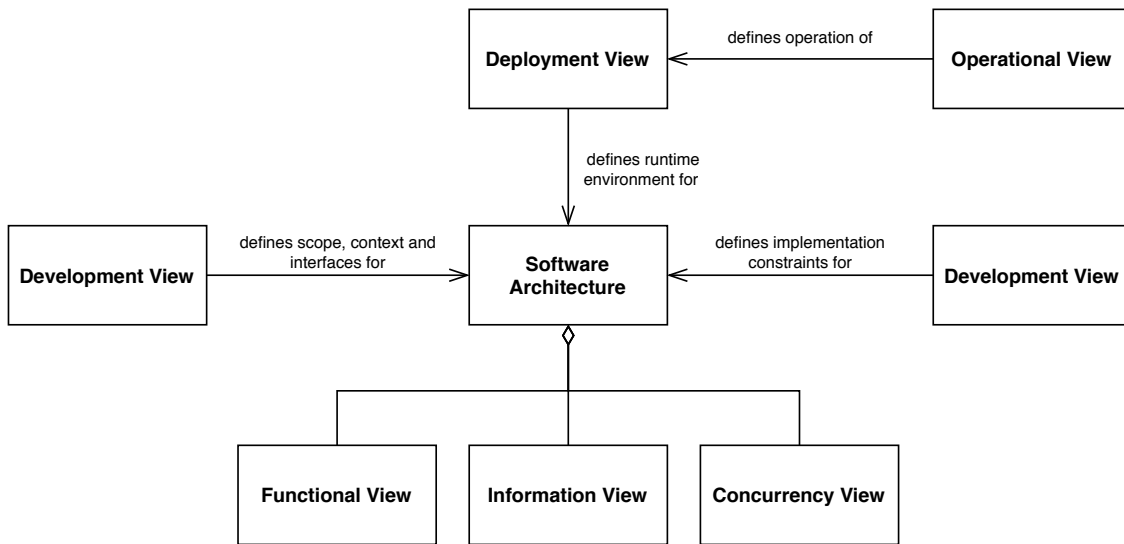 defines operation of
Deployment View
Operational View
defines runtime
environment for
defines scope, context and
interfaces for
defines implementation
constraints for
Development View
Software
Architecture
Development View
Functional View
Information View
Concurrency View